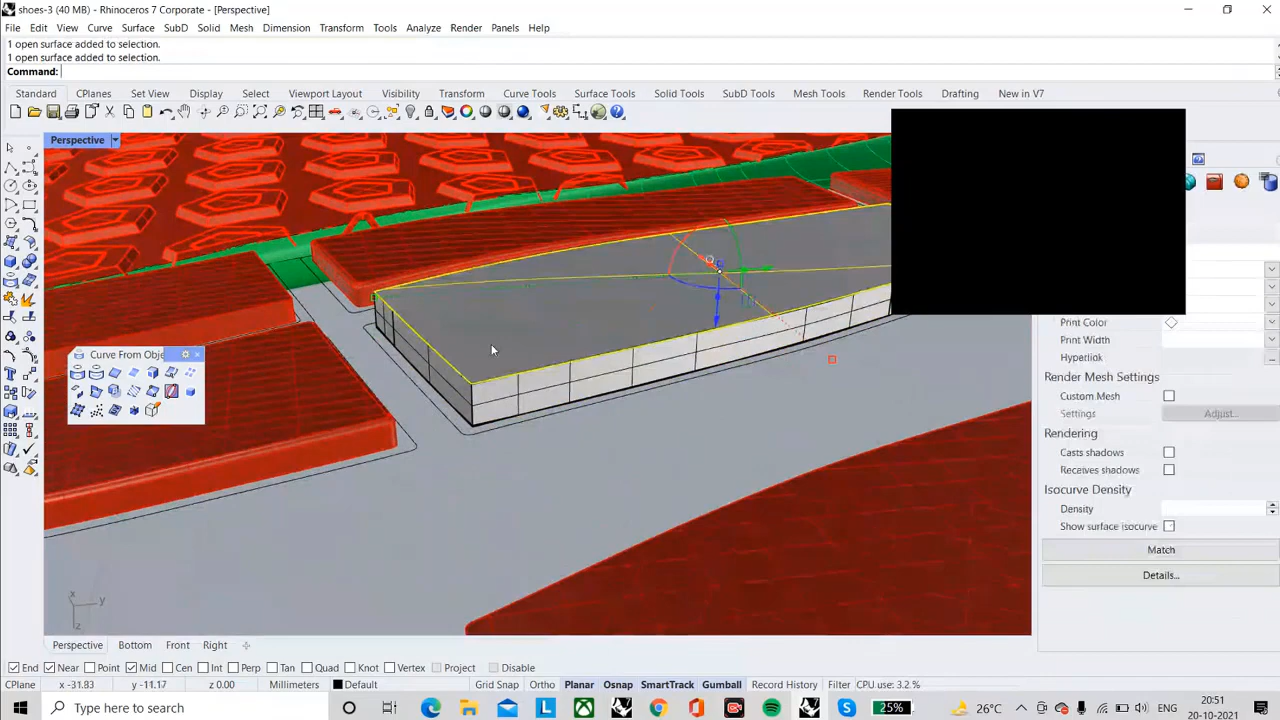 shoes-3 (40 MB) - Rhinoceros 7 Corporate - [Perspective]
File Edit View Curve Surface SubD Solid Mesh Dimension Transform Tools Analyze Render Panels Help
1 open surface added to selection.
1 open surface added to selection.
Command:
Standard CPlanes Set View Display Select Viewport Layout Visibility Transform Curve Tools Surface Tools Solid Tools SubD Tools Mesh Tools Render Tools Drafting New in V7
Perspective
Curve From Obje
Print Color
Print Width
Hyperlink
Render Mesh Settings
Custom Mesh
Settings Adjust...
Rendering
Casts shadows
Receives shadows
Isocurve Density
Density
Show surface isocurve
Match
Details...
x y
z
Perspective Bottom Front Right
End Near Point Mid Cen Int Perp Tan Quad Knot Vertex Project Disable
CPlane x -31.83 y -11.17 z 0.00 Millimeters Default Grid Snap Ortho Planar Osnap SmartTrack Gumball Record History Filter CPU use: 3.2 %
Type here to search 25% 26°C ENG 20:51
20-10-2021